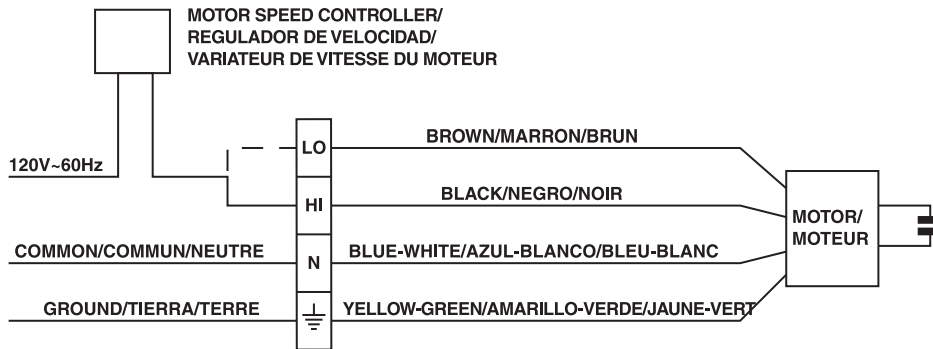 MOTOR SPEED CONTROLLER/
REGULADOR DE VELOCIDAD/
VARIATEUR DE VITESSE DU MOTEUR
120V~60Hz
LO
BROWN/MARRON/BRUN
HI
BLACK/NEGRO/NOIR
MOTOR/
MOTEUR
COMMON/COMMUN/NEUTRE
N
BLUE-WHITE/AZUL-BLANCO/BLEU-BLANC
GROUND/TIERRA/TERRE
YELLOW-GREEN/AMARILLO-VERDE/JAUNE-VERT